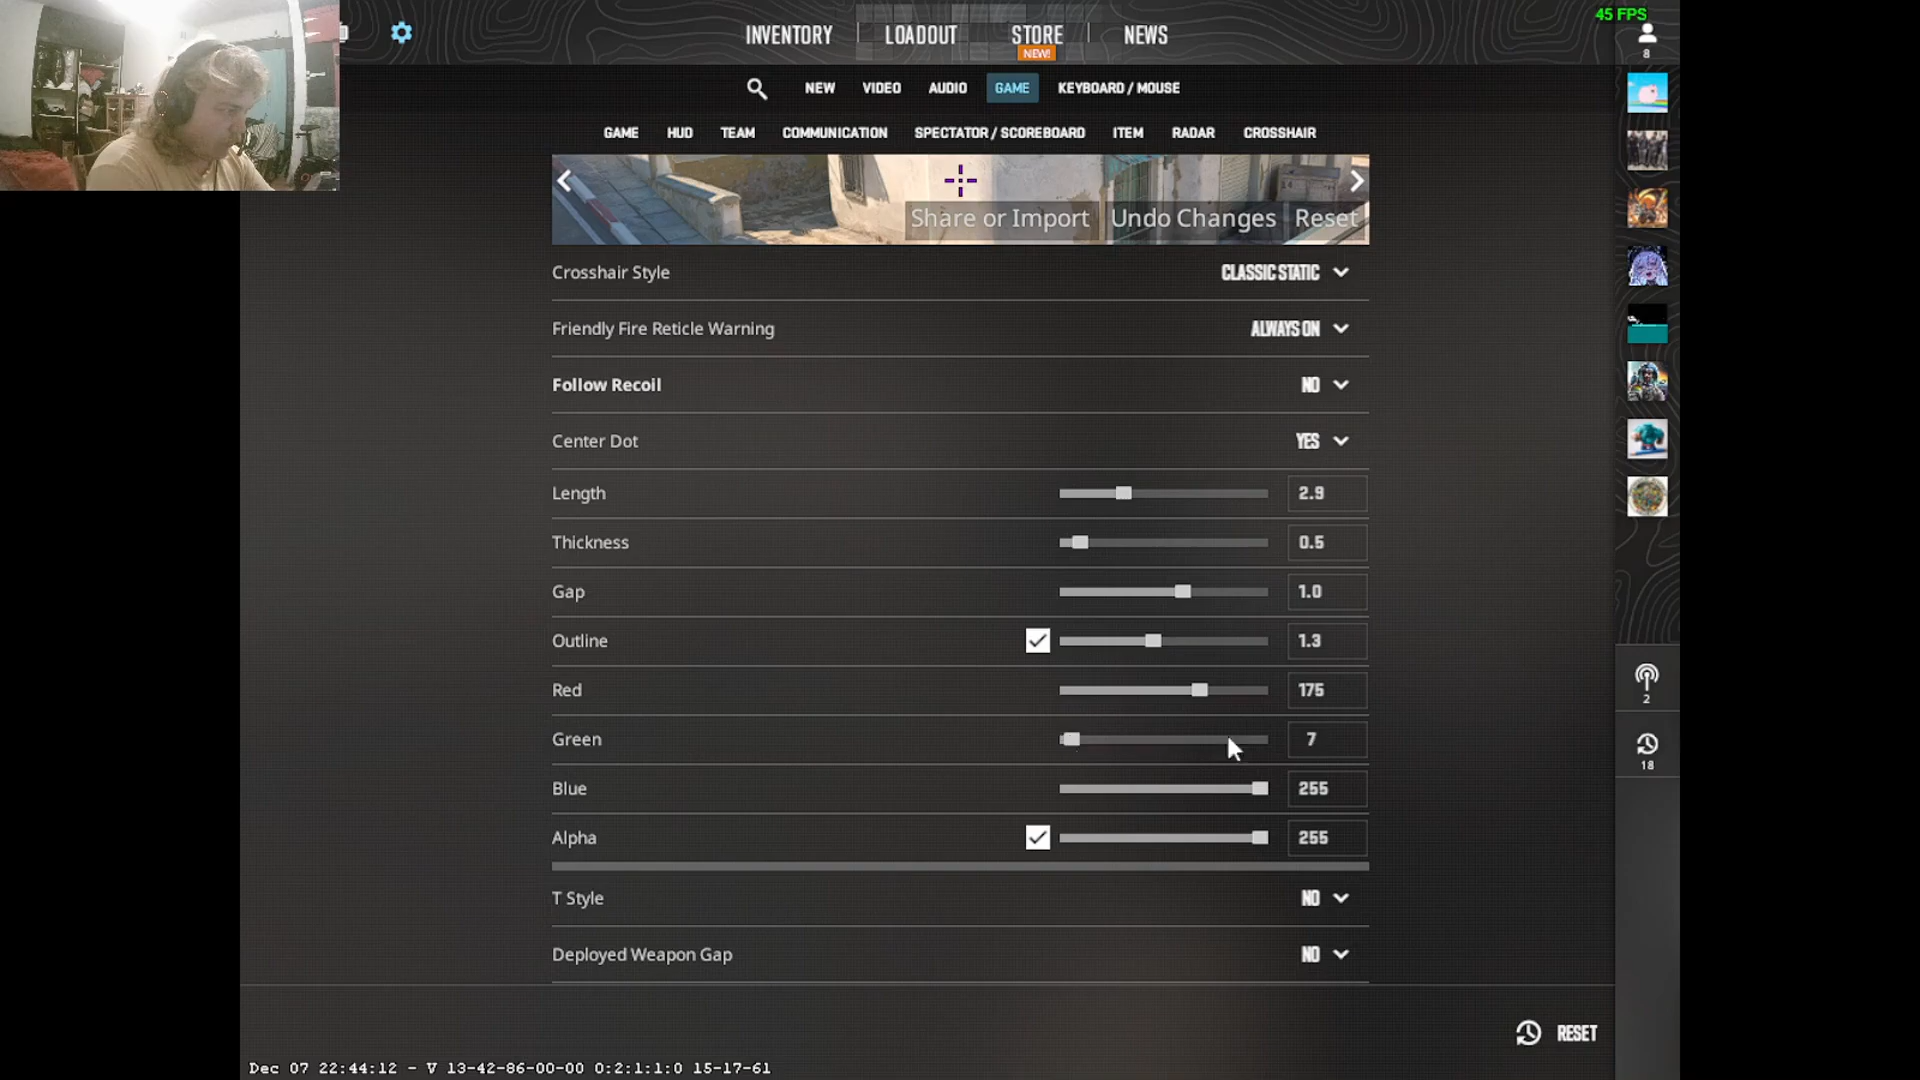 45 FPS
INVENTORY LOADOUT STORE NEWS
NEW!
8
NEW VIDEO AUDIO GAME KEYBOARD / MOUSE
GAME HUD TEAM COMMUNICATION SPECTATOR / SCOREBOARD ITEM RADAR CROSSHAIR
Share or Import Undo Changes Reset
Crosshair Style CLASSIC STATIC
Friendly Fire Reticle Warning ALWAYS ON
Follow Recoil NO
Center Dot YES
Length 2.9
Thickness 0.5
Gap 1.0
Outline 1.3
Red 175
2
Green 7
18
Blue 255
Alpha 255
T Style NO
Deployed Weapon Gap NO
RESET
Dec 07 22:44:12 - V 13-42-86-00-00 0:2:1:1:0 15-17-61